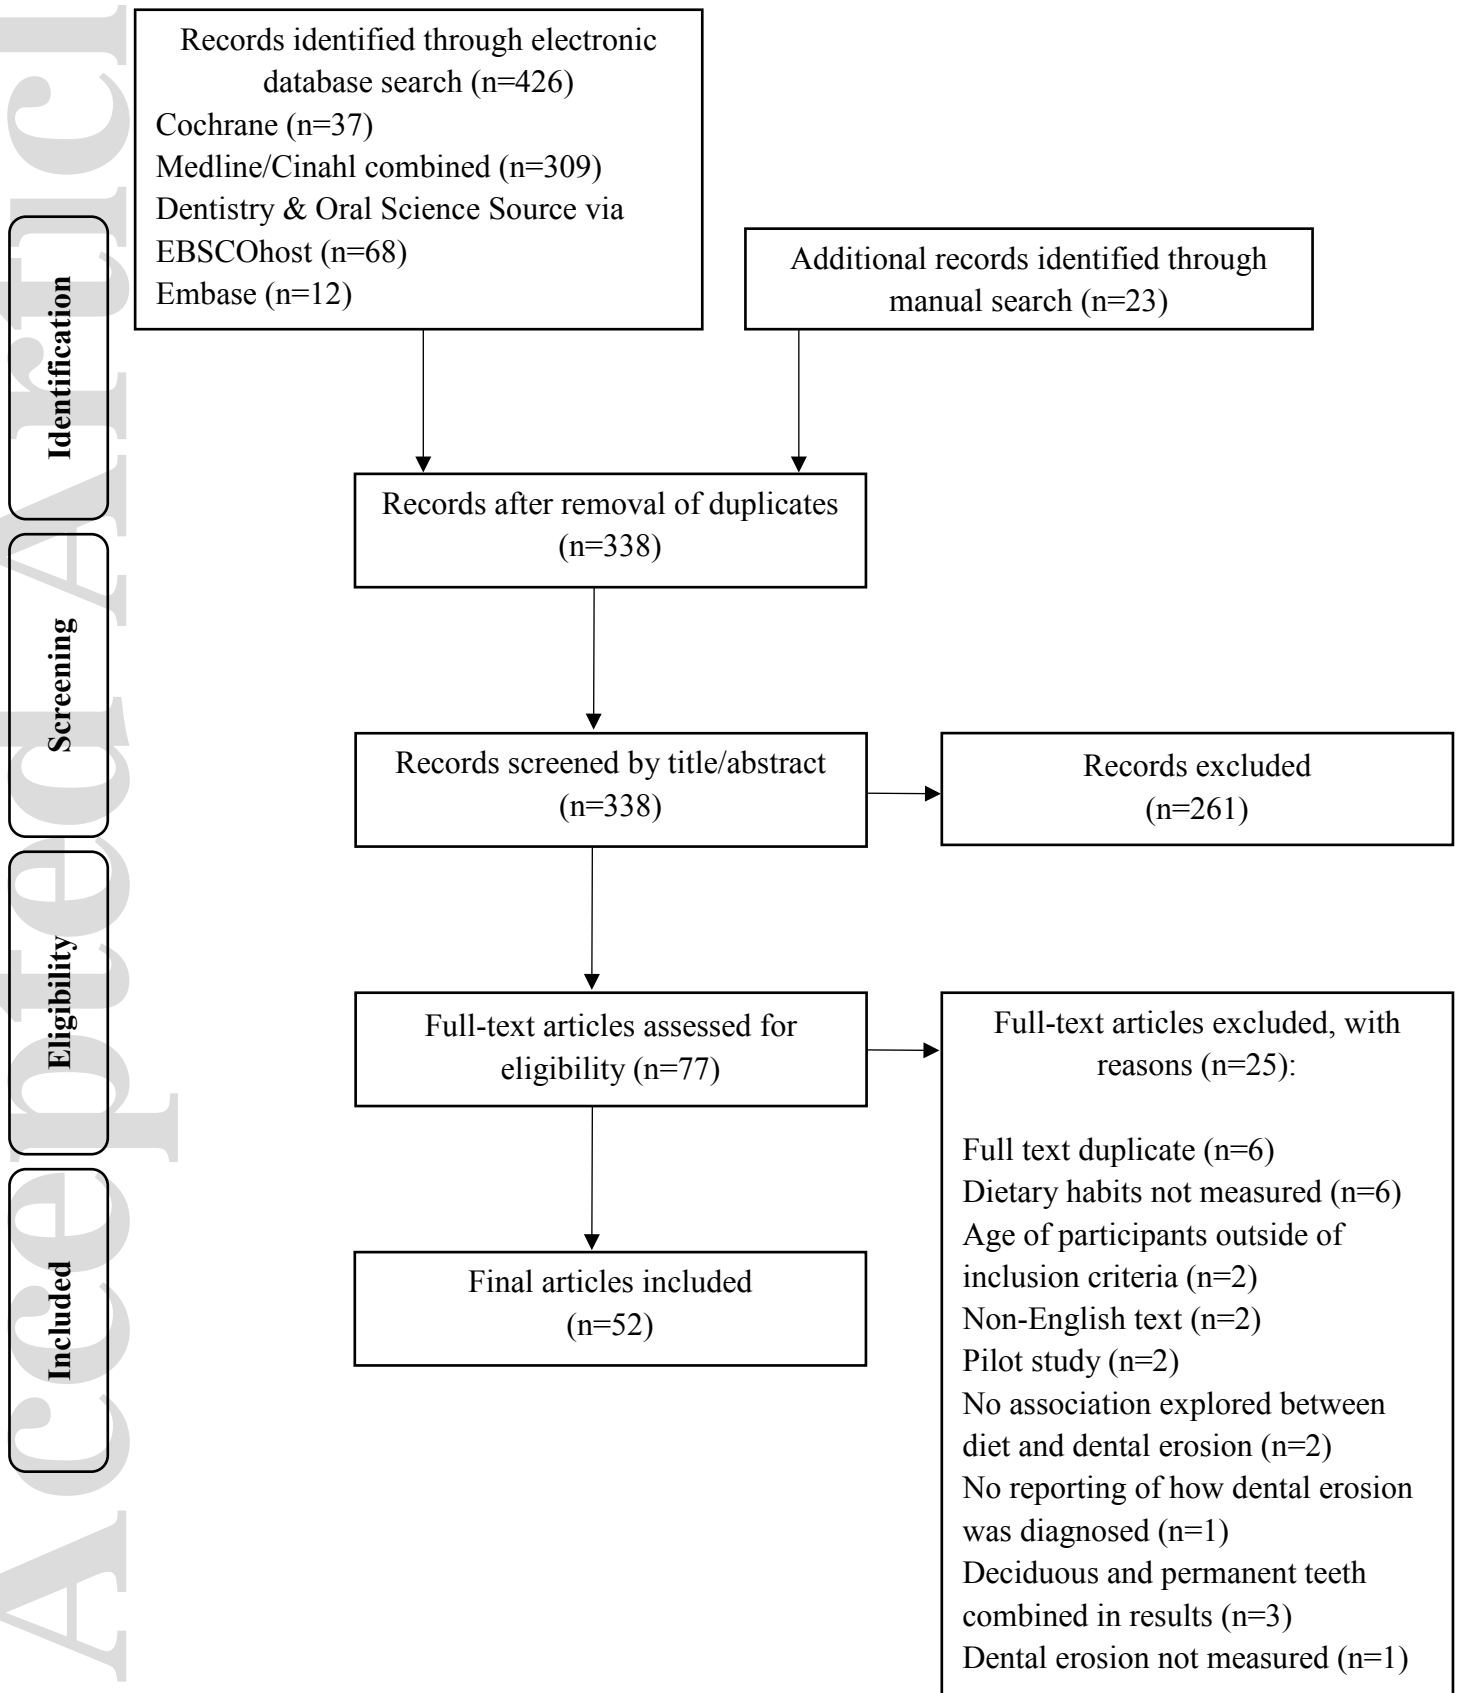 Records identified through electronic
database search (n=426)
Cochrane (n=37)
Medline/Cinahl combined (n=309)
Dentistry & Oral Science Source via
EBSCOhost (n=68)
Embase (n=12)
Additional records identified through
manual search (n=23)
Identification
Records after removal of duplicates
(n=338)
Screening
Records screened by title/abstract
(n=338)
Records excluded
(n=261)
Eligibility
Full-text articles assessed for
eligibility (n=77)
Full-text articles excluded, with
reasons (n=25):
Full text duplicate (n=6)
Dietary habits not measured (n=6)
Age of participants outside of
inclusion criteria (n=2)
Non-English text (n=2)
Pilot study (n=2)
No association explored between
diet and dental erosion (n=2)
No reporting of how dental erosion
was diagnosed (n=1)
Deciduous and permanent teeth
combined in results (n=3)
Dental erosion not measured (n=1)
Included
Final articles included
(n=52)
Accepted Articl